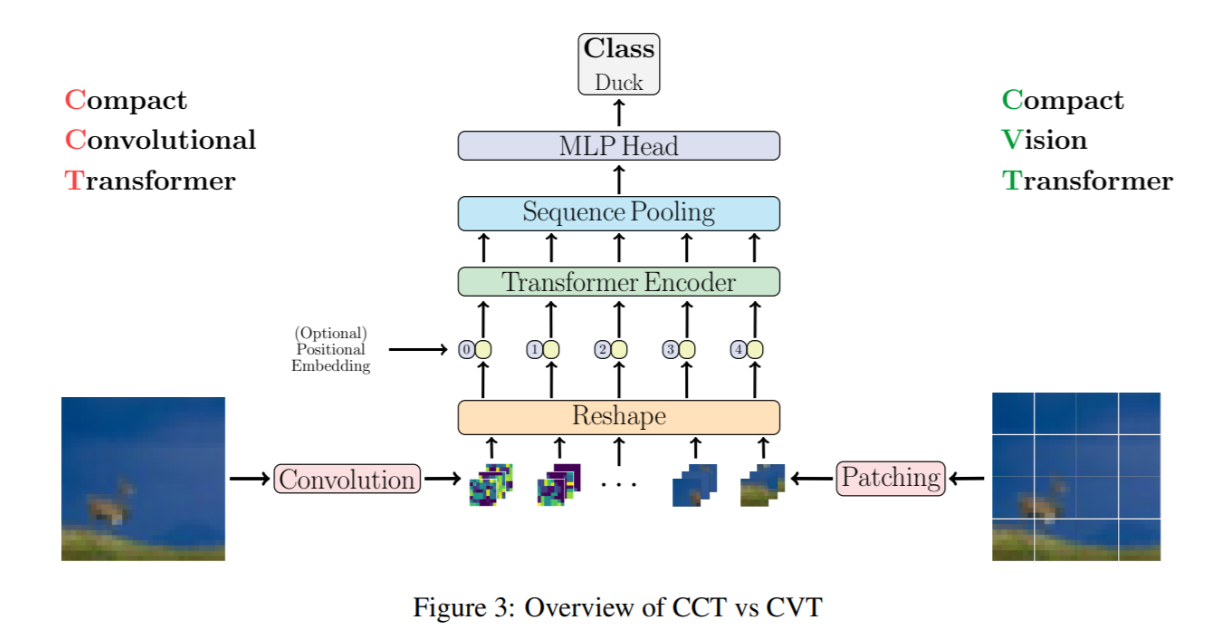 Class
Duck
Compact
Convolutional
Transformer
Compact
Vision
Transformer
MLP Head
Sequence Pooling
Transformer Encoder
(Optional)
Positional
Embedding
0 1 2 3 4
Reshape
Convolution
...
Patching
Figure 3: Overview of CCT vs CVT